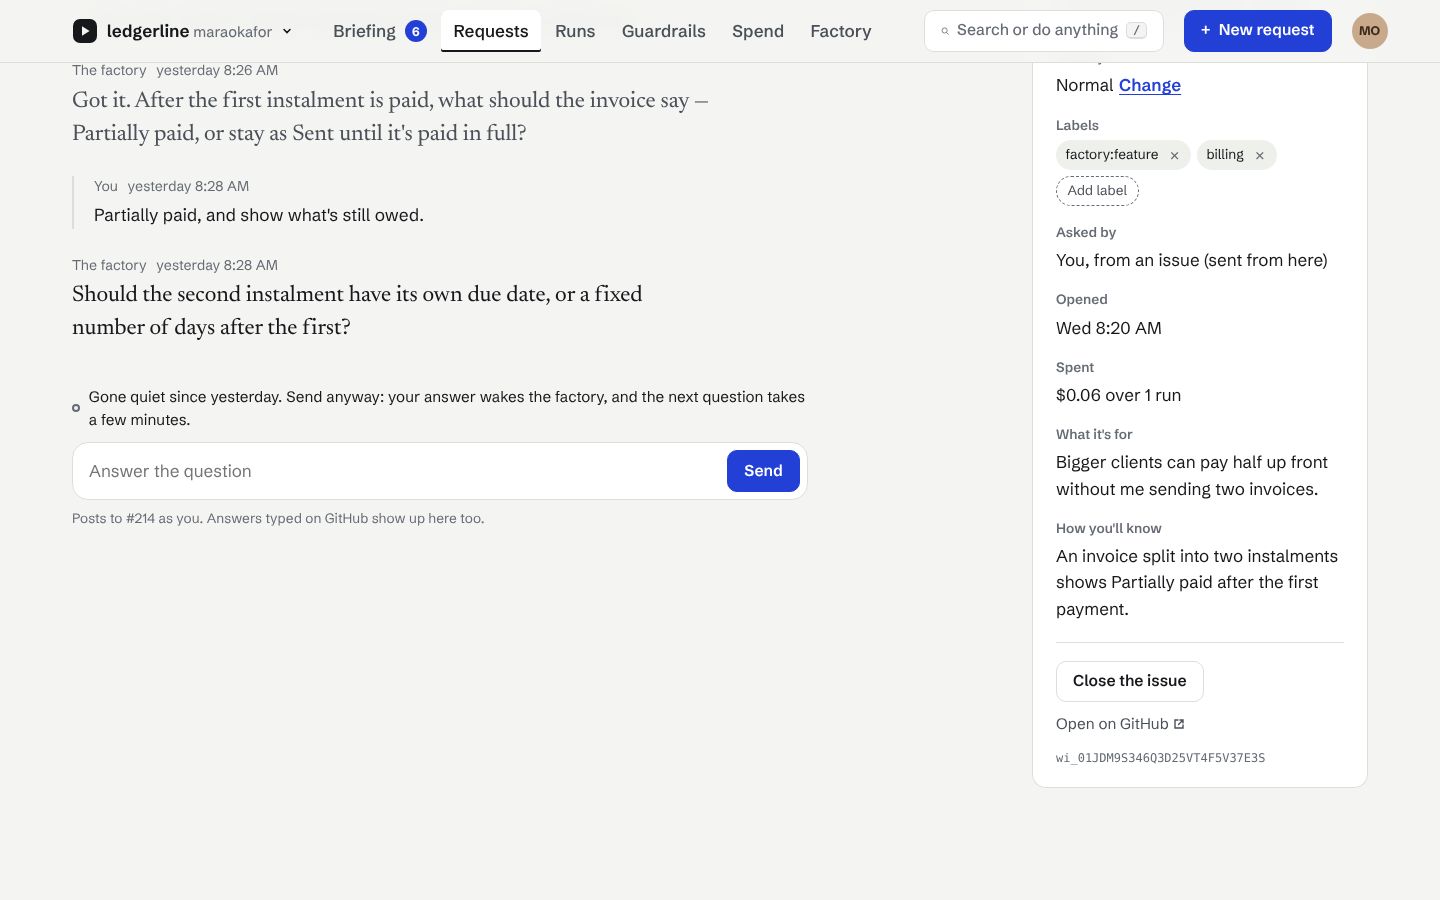 ledgerline maraokafor
Briefing 6
Requests
Runs
Guardrails
Spend
Factory
Search or do anything /
+ New request
MO
The factory yesterday 8:26 AM
Got it. After the first instalment is paid, what should the invoice say —
Partially paid, or stay as Sent until it's paid in full?
You yesterday 8:28 AM
Partially paid, and show what's still owed.
The factory yesterday 8:28 AM
Should the second instalment have its own due date, or a fixed
number of days after the first?
Gone quiet since yesterday. Send anyway: your answer wakes the factory, and the next question takes
a few minutes.
Answer the question
Send
Posts to #214 as you. Answers typed on GitHub show up here too.
Normal Change
Labels
factory:feature ×
billing ×
Add label
Asked by
You, from an issue (sent from here)
Opened
Wed 8:20 AM
Spent
$0.06 over 1 run
What it's for
Bigger clients can pay half up front
without me sending two invoices.
How you'll know
An invoice split into two instalments
shows Partially paid after the first
payment.
Close the issue
Open on GitHub
wi_01JDM9S346Q3D25VT4F5V37E3S